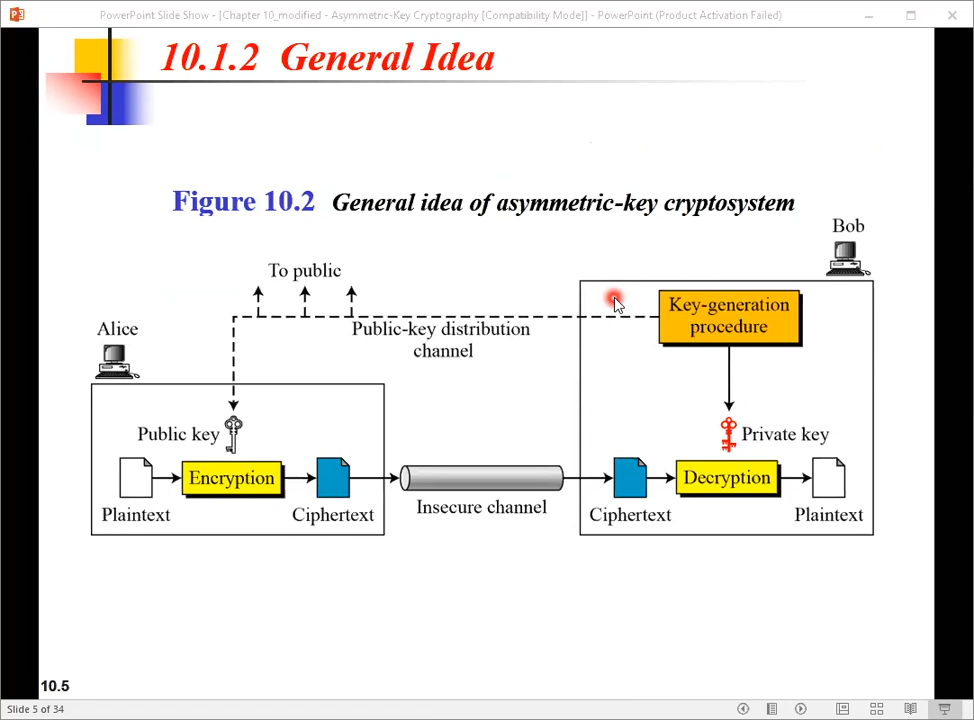 PowerPoint Slide Show - [Chapter 10_modified - Asymmetric-Key Cryptography [Compatibility Mode]] - PowerPoint (Product Activation Failed)
10.1.2 General Idea
Figure 10.2 General idea of asymmetric-key cryptosystem
Bob
To public
Key-generation
procedure
Public-key distribution
channel
Alice
Public key
Private key
Encryption
Decryption
Plaintext
Ciphertext
Insecure channel
Ciphertext
Plaintext
10.5
Slide 5 of 34